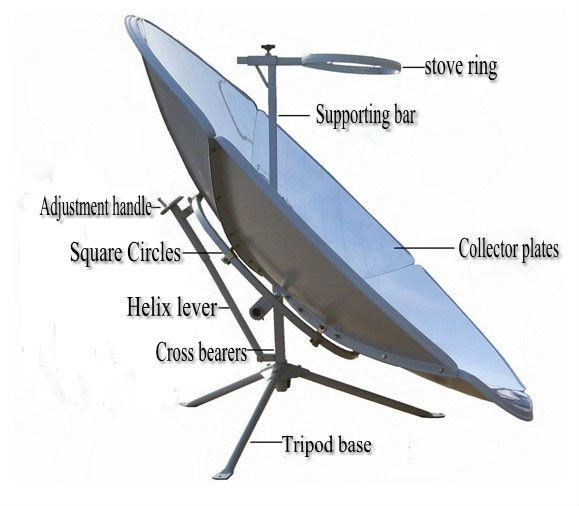 stove ring
Supporting bar
Adjustment handle
Square Circles
Collector plates
Helix lever
Cross bearers
Tripod base